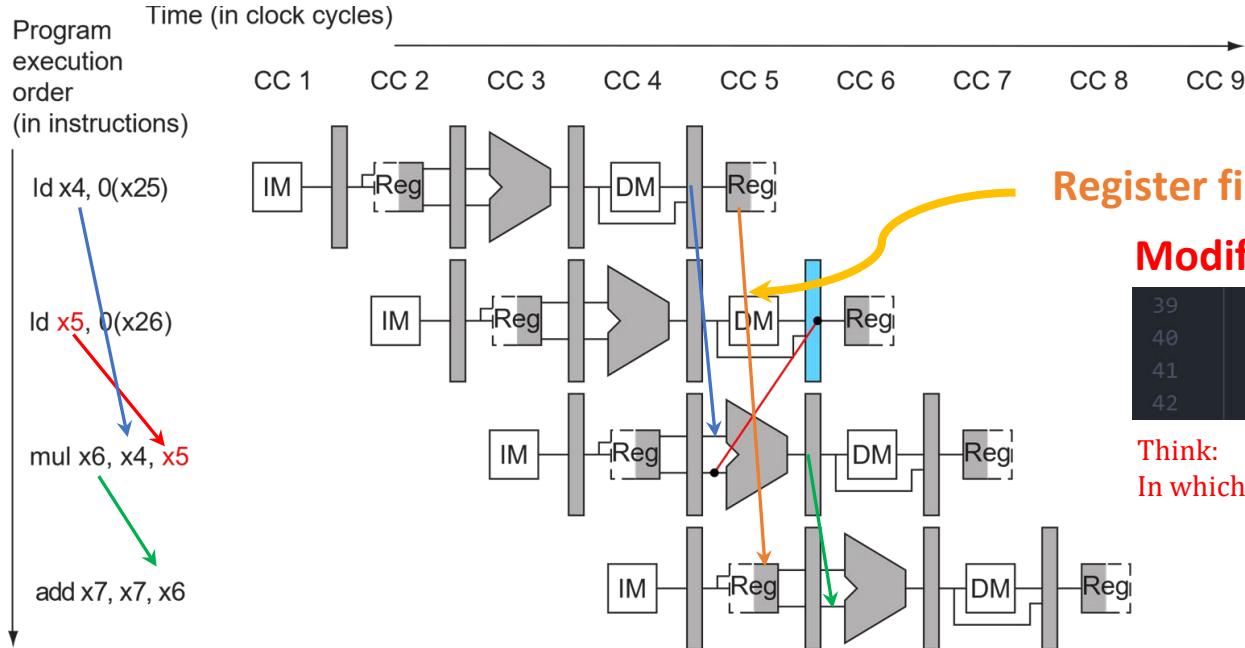 Time (in clock cycles)
Program
execution
order
(in instructions)
CC 1 CC 2 CC 3 CC 4 CC 5 CC 6 CC 7 CC 8 CC 9
ld x4, 0(x25)
IM Reg DM Reg
Register fi
Modif
ld x5, 0(x26)
IM Reg DM Reg
39
40
41
42
mul x6, x4, x5
IM Reg DM Reg
Think:
In which
add x7, x7, x6
IM Reg DM Reg